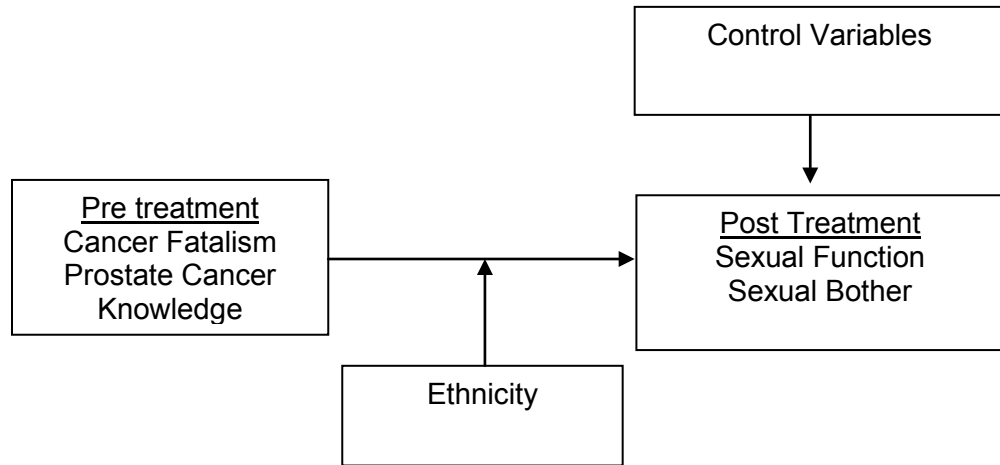 Control Variables
Pre treatment
Cancer Fatalism
Prostate Cancer
Knowledge
Post Treatment
Sexual Function
Sexual Bother
Ethnicity